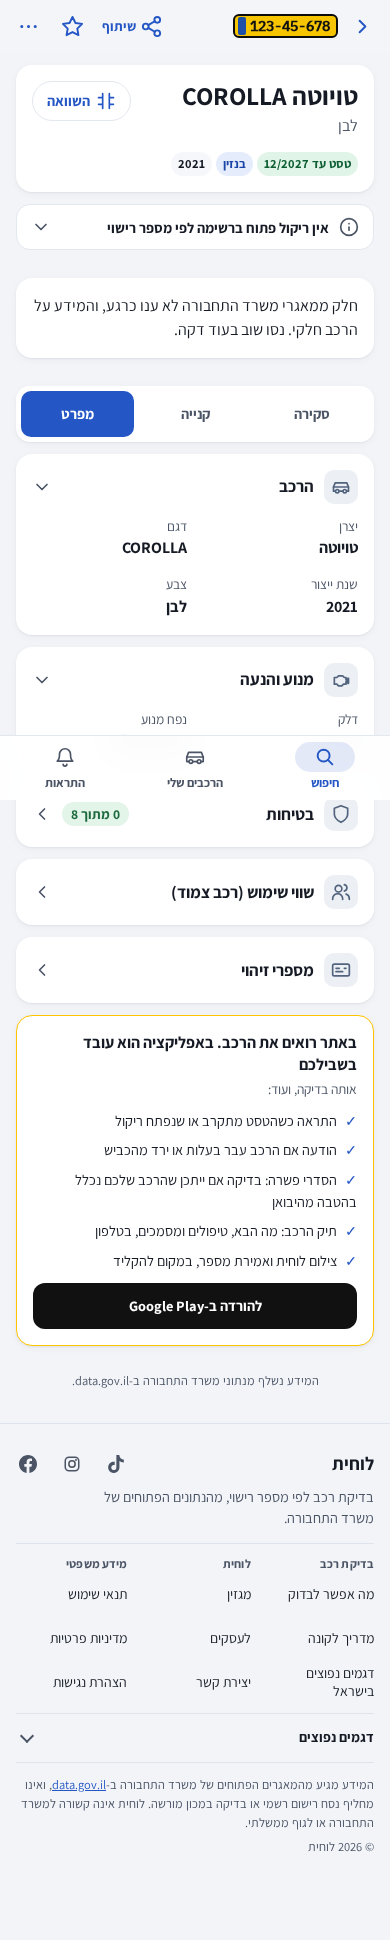 123-45-678
שיתוף
טויוטה COROLLA
השוואה
לבן
טסט עד 12/2027
בנזין
2021
אין ריקול פתוח ברשימה לפי מספר רישוי
חלק ממאגרי משרד התחבורה לא ענו כרגע, והמידע על
הרכב חלקי. נסו שוב בעוד דקה.
סקירה
קנייה
מפרט
הרכב
יצרן
דגם
טויוטה
COROLLA
שנת ייצור
צבע
2021
לבן
מנוע והנעה
דלק
נפח מנוע
חיפוש
הרכבים שלי
התראות
בטיחות
0 מתוך 8
שווי שימוש (רכב צמוד)
מספרי זיהוי
באתר רואים את הרכב. באפליקציה הוא עובד
בשבילכם
אותה בדיקה, ועוד:
✓ התראה כשהטסט מתקרב או שנפתח ריקול
✓ הודעה אם הרכב עבר בעלות או ירד מהכביש
✓ הסדרי פשרה: בדיקה אם ייתכן שהרכב שלכם נכלל
בהטבה מהיבואן
✓ תיק הרכב: מה הבא, טיפולים ומסמכים, בטלפון
✓ צילום לוחית ואמירת מספר, במקום להקליד
להורדה ב-Google Play
המידע נשלף מנתוני משרד התחבורה ב-data.gov.il.
לוחית
בדיקת רכב לפי מספר רישוי, מהנתונים הפתוחים של
משרד התחבורה.
בדיקת רכב
לוחית
מידע משפטי
מה אפשר לבדוק
מגזין
תנאי שימוש
מדריך לקונה
לעסקים
מדיניות פרטיות
דגמים נפוצים
בישראל
יצירת קשר
הצהרת נגישות
דגמים נפוצים
המידע מגיע מהמאגרים הפתוחים של משרד התחבורה ב-data.gov.il, ואינו
מחליף נסח רישום רשמי או בדיקה במכון מורשה. לוחית אינה קשורה למשרד
התחבורה או לגוף ממשלתי.
© 2026 לוחית